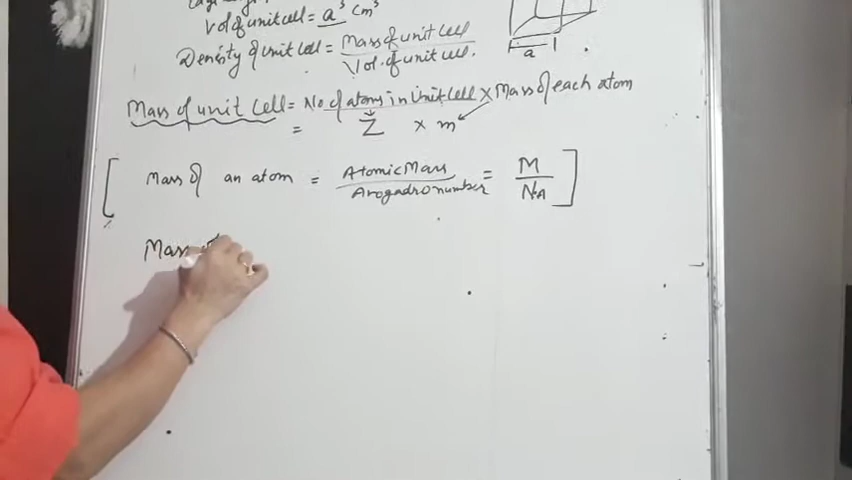 Vol of unit cell = a³ cm³
Density of unit cell = Mass of unit cell / Vol. of unit cell.
a
Mass of unit cell = No of atoms in Unit Cell × Mass of each atom
= Z × m
[ Mass of an atom = Atomic Mass / Avogadro number = M / NA ]
Mass of